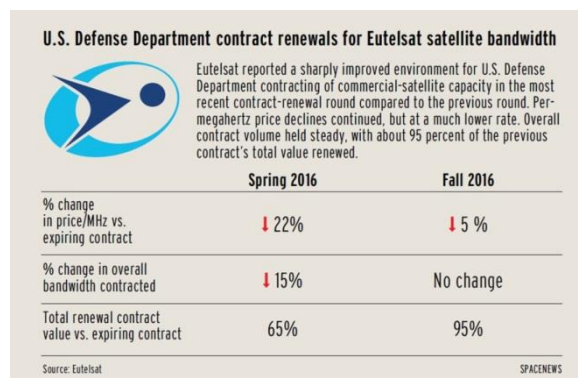 U.S. Defense Department contract renewals for Eutelsat satellite bandwidth
Eutelsat reported a sharply improved environment for U.S. Defense
Department contracting of commercial-satellite capacity in the most
recent contract-renewal round compared to the previous round. Per-
megahertz price declines continued, but at a much lower rate. Overall
contract volume held steady, with about 95 percent of the previous
contract's total value renewed.
Spring 2016 Fall 2016
% change
in price/MHz vs.
expiring contract
↓ 22% ↓ 5 %
% change in overall
bandwidth contracted
↓ 15% No change
Total renewal contract
value vs. expiring contract
65% 95%
Source: Eutelsat SPACENEWS